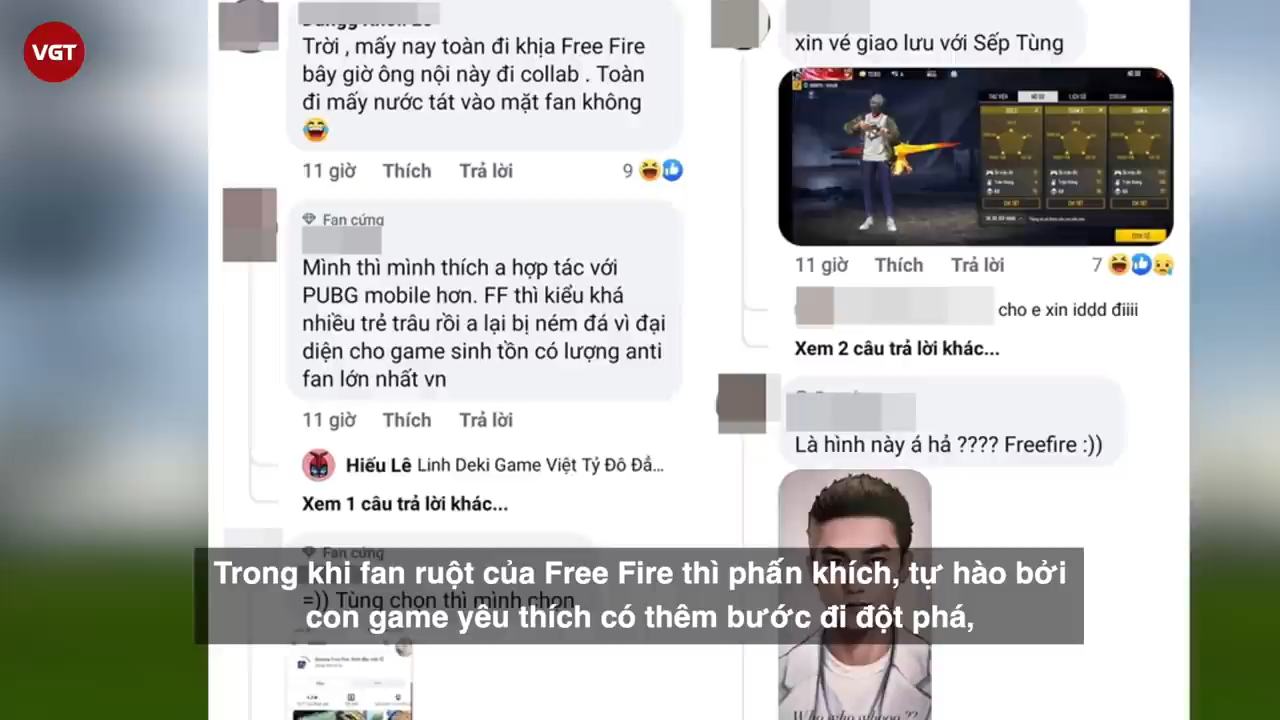 VGT
Trời , mấy nay toàn đi khịa Free Fire
bây giờ ông nội này đi collab . Toàn
đi mấy nước tát vào mặt fan không
11 giờ Thích Trả lời 9
Fan cứng
Mình thì mình thích a hợp tác với
PUBG mobile hơn. FF thì kiểu khá
nhiều trẻ trâu rồi a lại bị ném đá vì đại
diện cho game sinh tồn có lượng anti
fan lớn nhất vn
11 giờ Thích Trả lời
Hiếu Lê Linh Deki Game Việt Tỷ Đô Đẳ...
Xem 1 câu trả lời khác...
Fan cứng
=)) Tùng chọn thì mình chọn
xin vé giao lưu với Sếp Tùng
11 giờ Thích Trả lời 7
cho e xin iddd điiii
Xem 2 câu trả lời khác...
Là hình này á hả ???? Freefire :))
Trong khi fan ruột của Free Fire thì phấn khích, tự hào bởi
con game yêu thích có thêm bước đi đột phá,